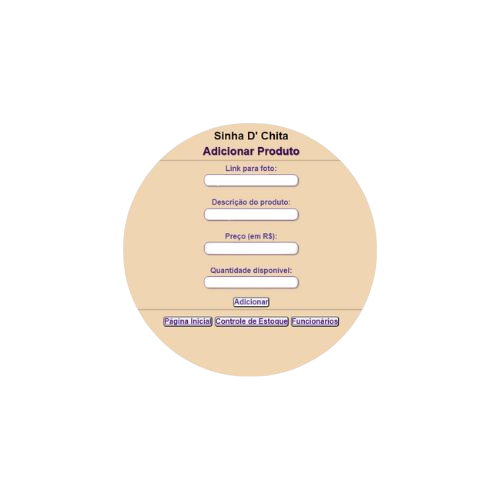 Sinha D' Chita
Adicionar Produto
Link para foto:
Descrição do produto:
Preço (em R$):
Quantidade disponível:
Adicionar
Página Inicial Controle de Estoque Funcionários